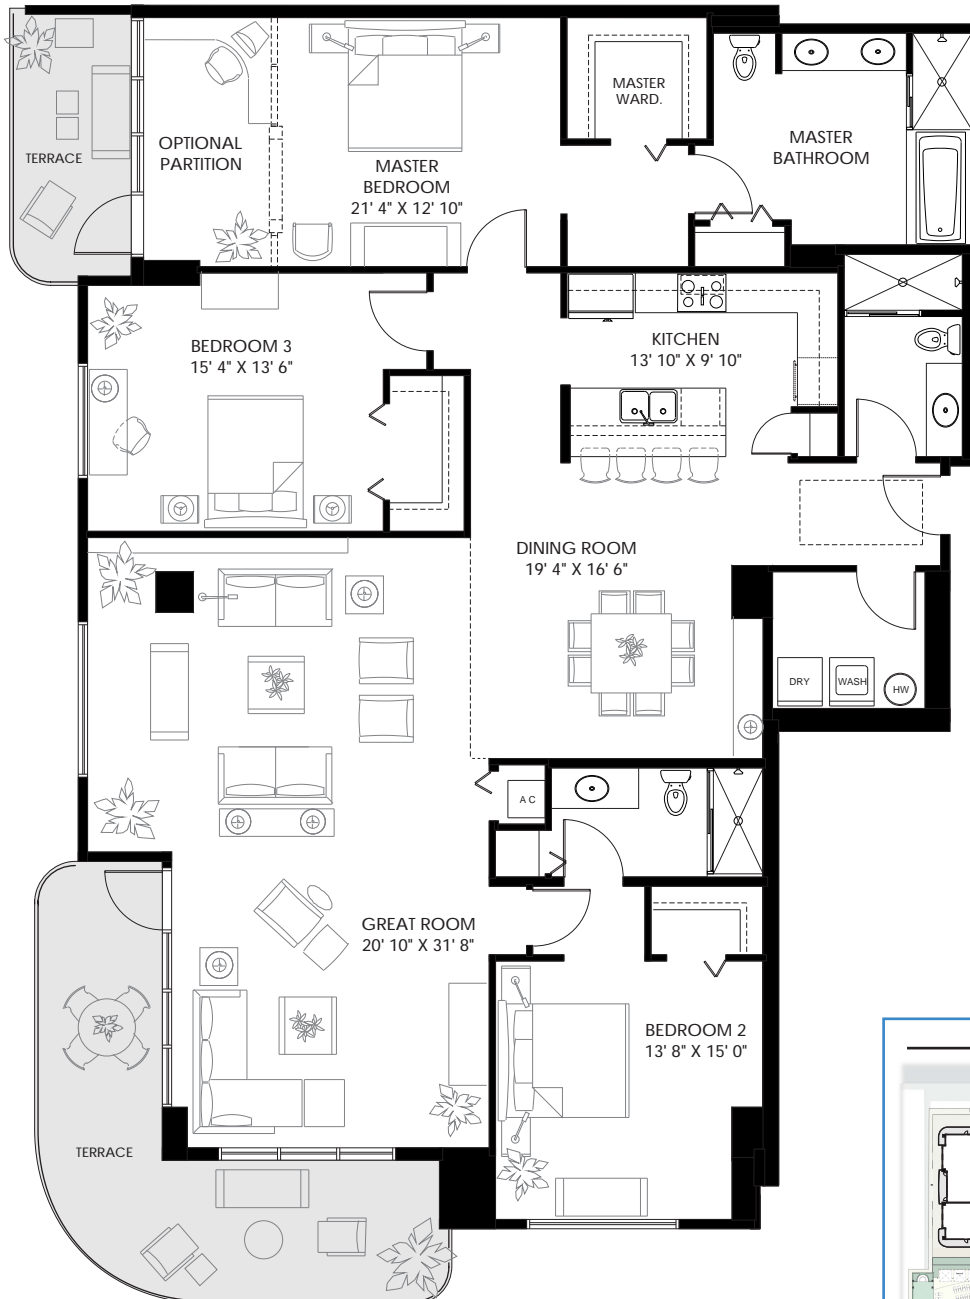 MASTER
WARD.
MASTER
BATHROOM
OPTIONAL
PARTITION
TERRACE
MASTER
BEDROOM
21' 4" X 12' 10"
KITCHEN
13' 10" X 9' 10"
BEDROOM 3
15' 4" X 13' 6"
DINING ROOM
19' 4" X 16' 6"
DRY
WASH
HW
A C
GREAT ROOM
20' 10" X 31' 8"
BEDROOM 2
13' 8" X 15' 0"
TERRACE